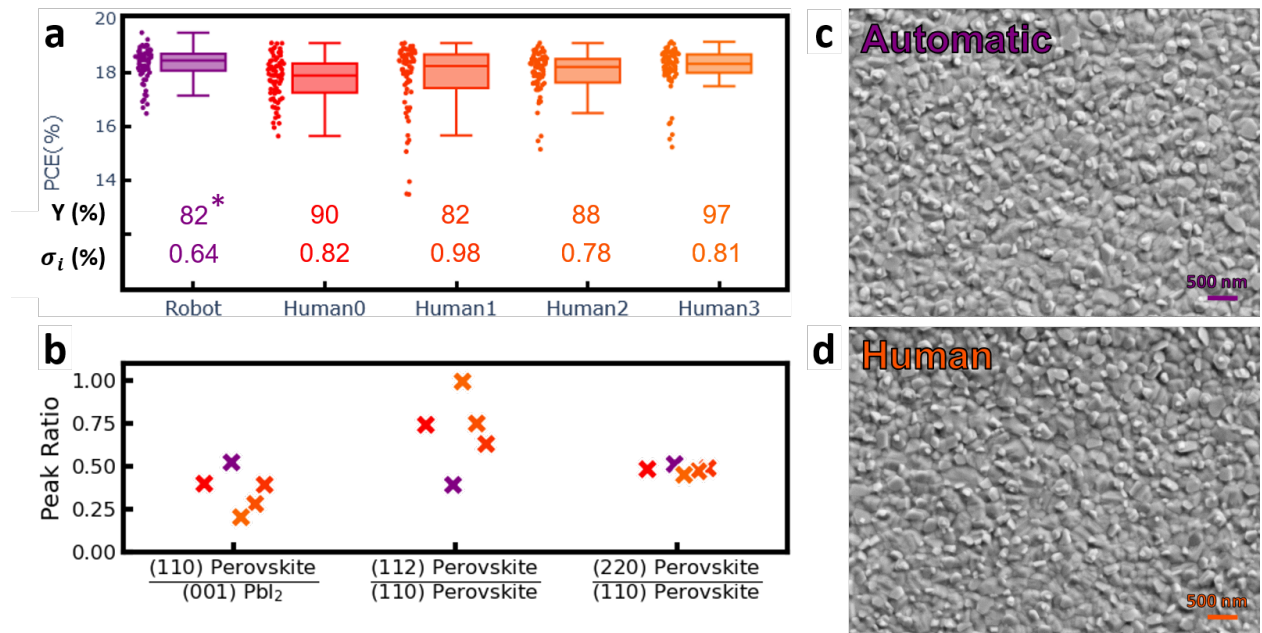 a
20
18
16
14
PCE(%)
Y (%) 82* 90 82 88 97
σi (%) 0.64 0.82 0.98 0.78 0.81
Robot Human0 Human1 Human2 Human3
b
1.00
0.75
0.50
0.25
0.00
Peak Ratio
(110) Perovskite
(001) PbI₂
(112) Perovskite
(110) Perovskite
(220) Perovskite
(110) Perovskite
c
Automatic
500 nm
d
Human
500 nm